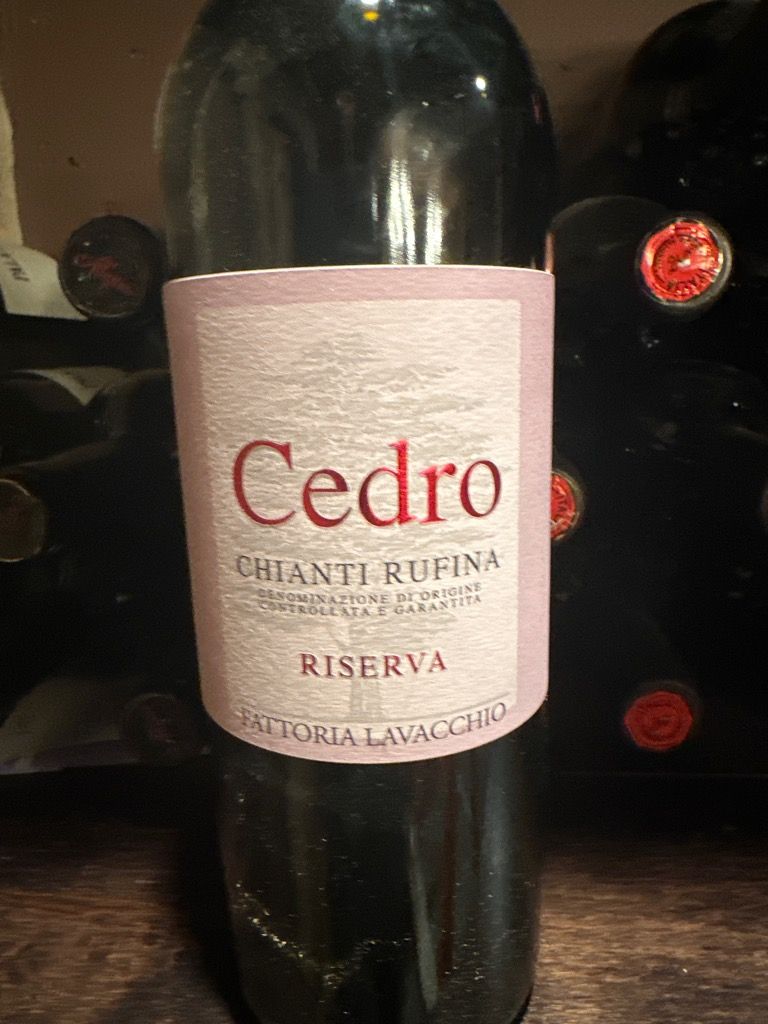 Cedro
CHIANTI RUFINA
DENOMINAZIONE DI ORIGINE
CONTROLLATA E GARANTITA
RISERVA
FATTORIA LAVACCHIO